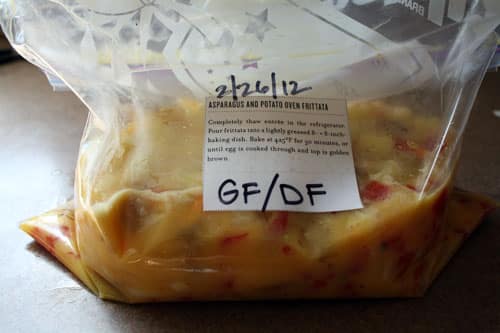 2/26/12
ASPARAGUS AND POTATO OVEN FRITTATA
Completely thaw entrée in the refrigerator.
Pour frittata into a lightly greased 8- × 8-inch-
baking dish. Bake at 425°F for 50 minutes, or
until egg is cooked through and top is golden
brown.
GF/DF